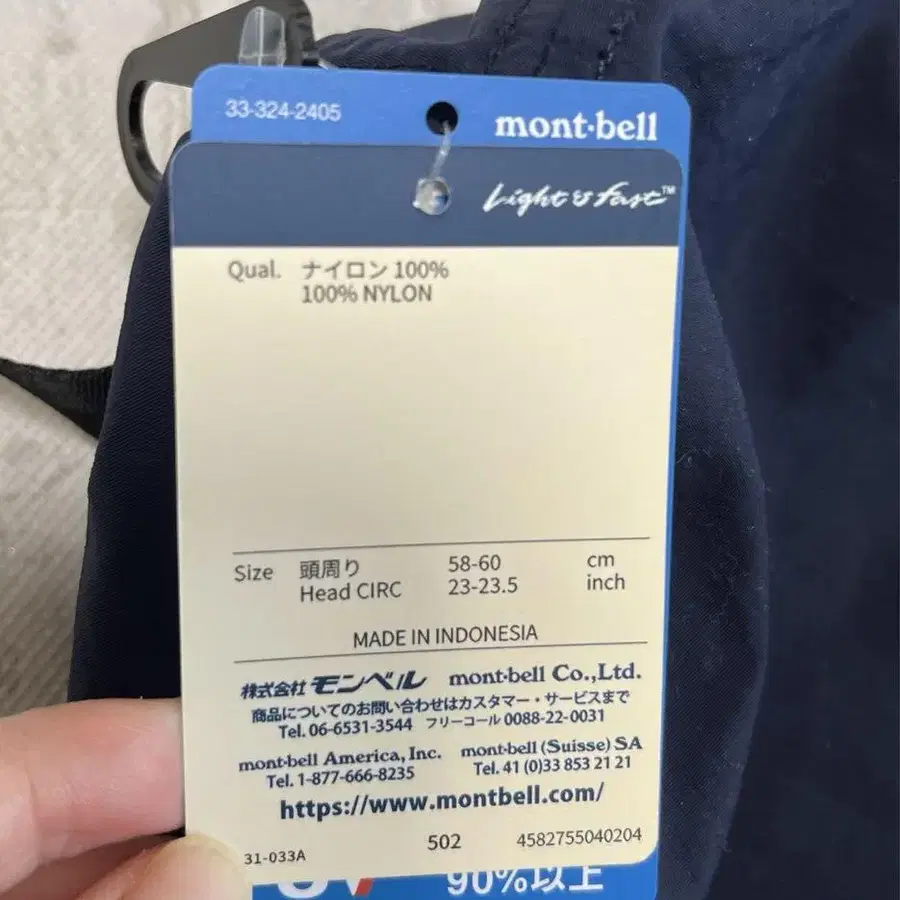 33-324-2405
mont·bell
Light & Fast™
Qual. ナイロン 100%
100% NYLON
Size 頭周り 58-60 cm
Head CIRC 23-23.5 inch
MADE IN INDONESIA
株式会社 モンベル mont·bell Co.,Ltd.
商品についてのお問い合わせはカスタマー・サービスまで
Tel. 06-6531-3544 フリーコール 0088-22-0031
mont·bell America, Inc. mont·bell (Suisse) SA
Tel. 1-877-666-8235 Tel. 41 (0)33 853 21 21
https://www.montbell.com/
31-033A 502 4582755040204
90%以上